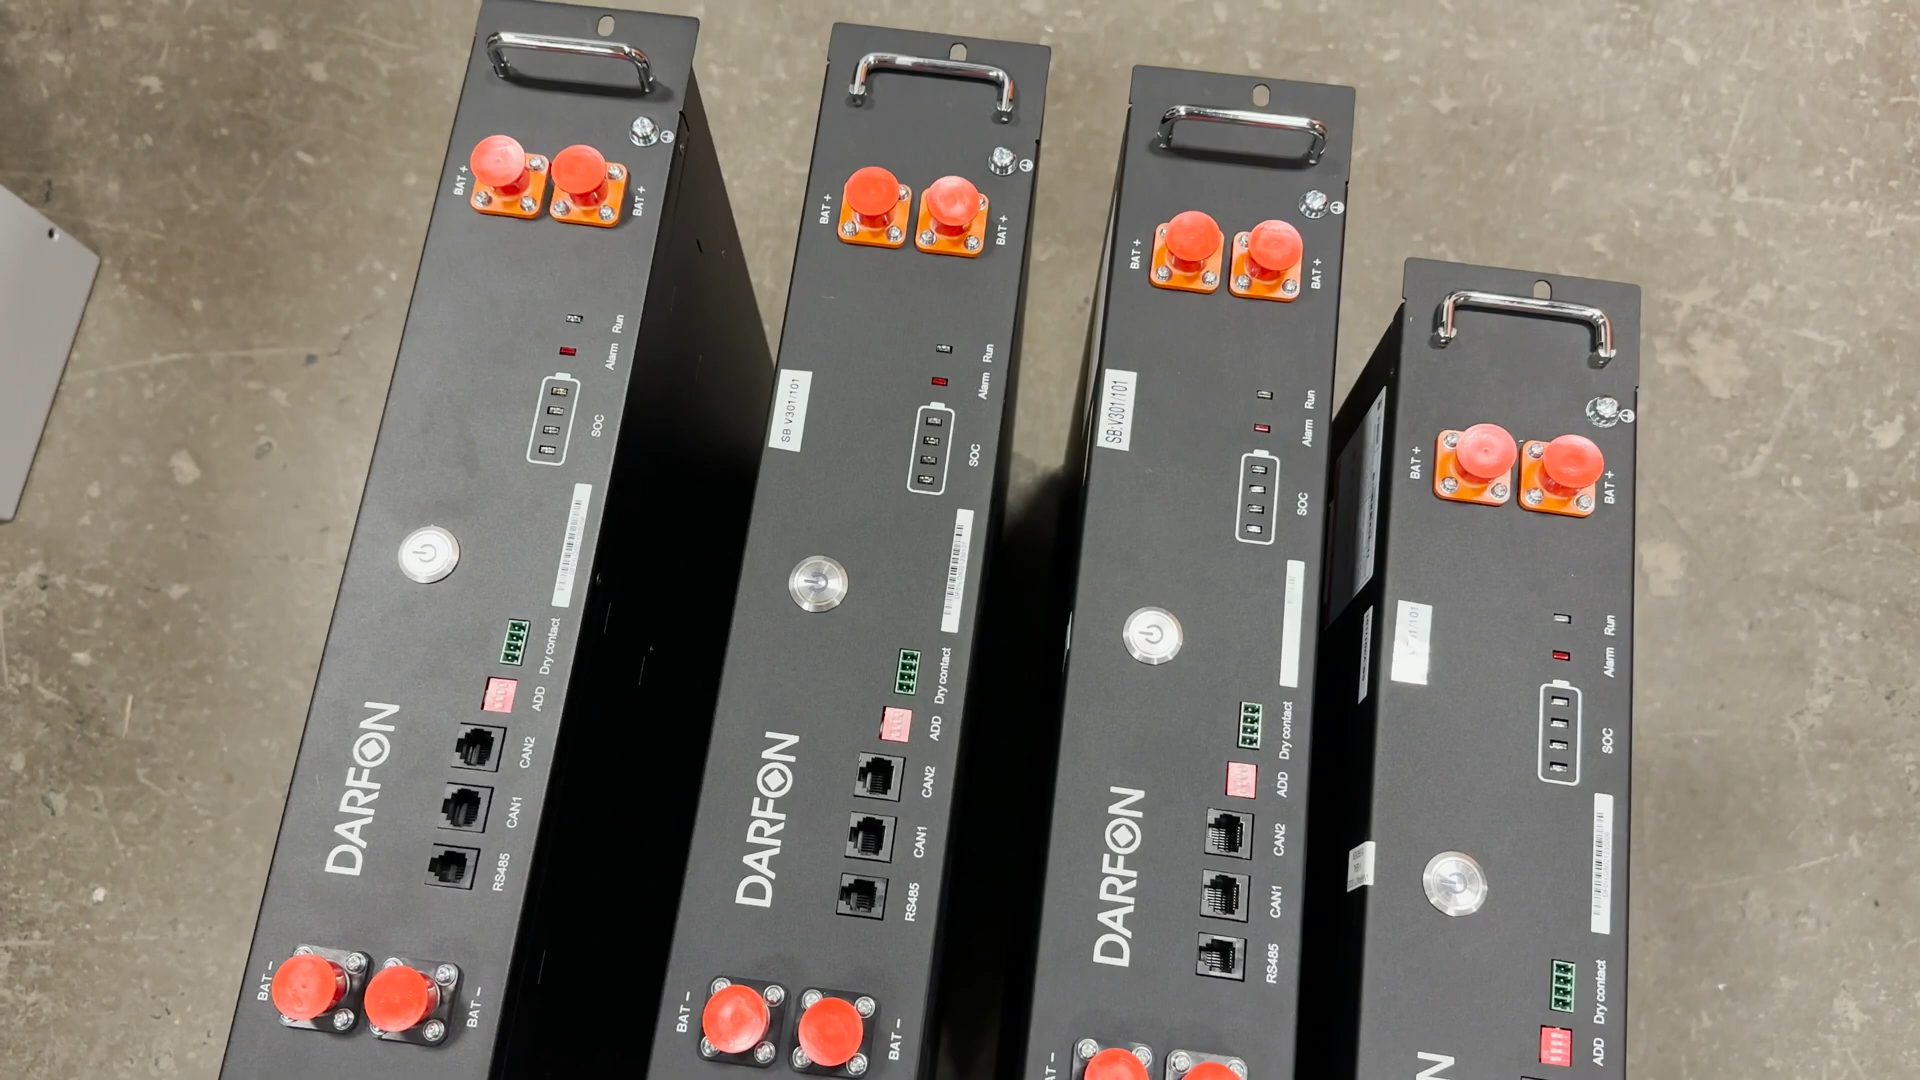 BAT +
BAT +
Run
Alarm
SOC
Dry contact
ADD
CAN2
CAN1
RS485
DARFON
BAT −
BAT −
BAT +
BAT +
Run
Alarm
SB V301/101
SOC
Dry contact
ADD
CAN2
CAN1
RS485
DARFON
BAT −
BAT −
BAT +
BAT +
Run
Alarm
SB:V301/101
SOC
Dry contact
ADD
CAN2
CAN1
RS485
DARFON
BAT +
BAT +
Run
Alarm
SOC
Dry contact
ADD